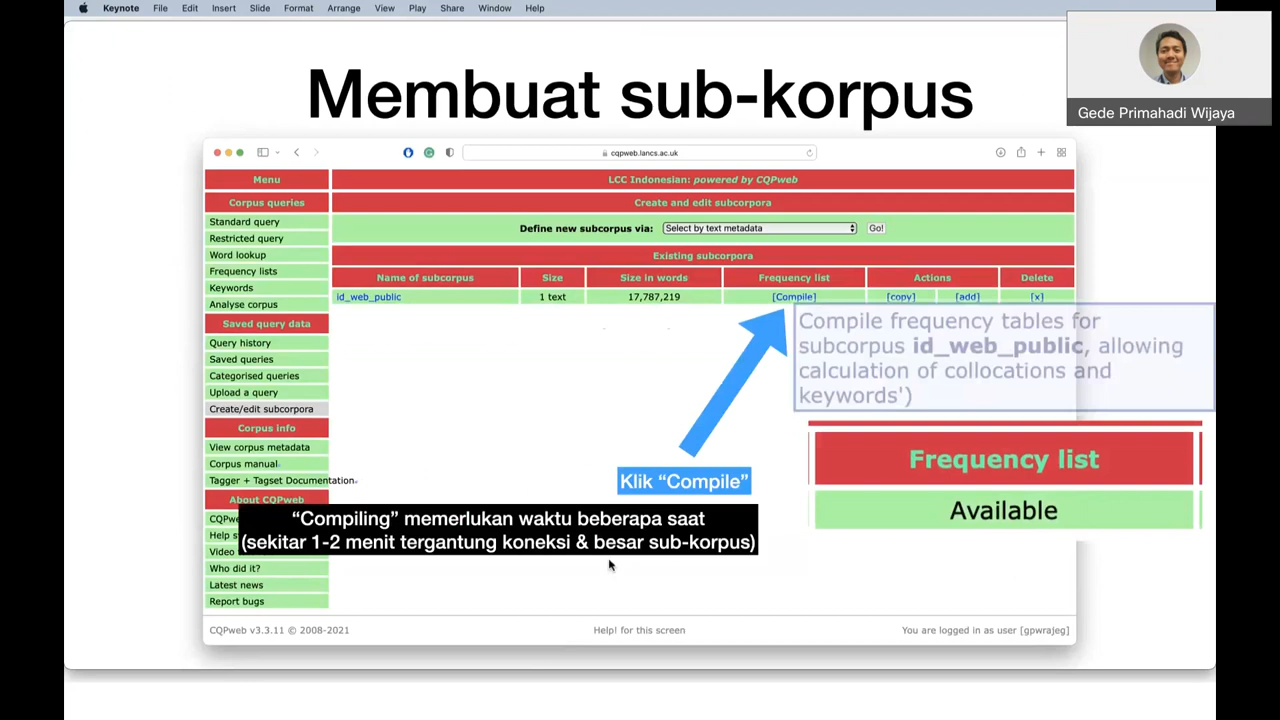 Keynote File Edit Insert Slide Format Arrange View Play Share Window Help
Gede Primahadi Wijaya
Membuat sub-korpus
cqpweb.lancs.ac.uk
Menu
Corpus queries
Standard query
Restricted query
Word lookup
Frequency lists
Keywords
Analyse corpus
Saved query data
Query history
Saved queries
Categorised queries
Upload a query
Create/edit subcorpora
Corpus info
View corpus metadata
Corpus manual
Tagger + Tagset Documentation
About CQPweb
CQPwe
Help s
Video
Who did it?
Latest news
Report bugs
LCC Indonesian: powered by CQPweb
Create and edit subcorpora
Define new subcorpus via: Select by text metadata Go!
Existing subcorpora
Name of subcorpus Size Size in words Frequency list Actions Delete
id_web_public 1 text 17,787,219 [Compile] [copy] [add] [x]
Compile frequency tables for
subcorpus id_web_public, allowing
calculation of collocations and
keywords')
Frequency list
Available
Klik “Compile”
“Compiling” memerlukan waktu beberapa saat
(sekitar 1-2 menit tergantung koneksi & besar sub-korpus)
CQPweb v3.3.11 © 2008-2021 Help! for this screen You are logged in as user [gpwrajeg]